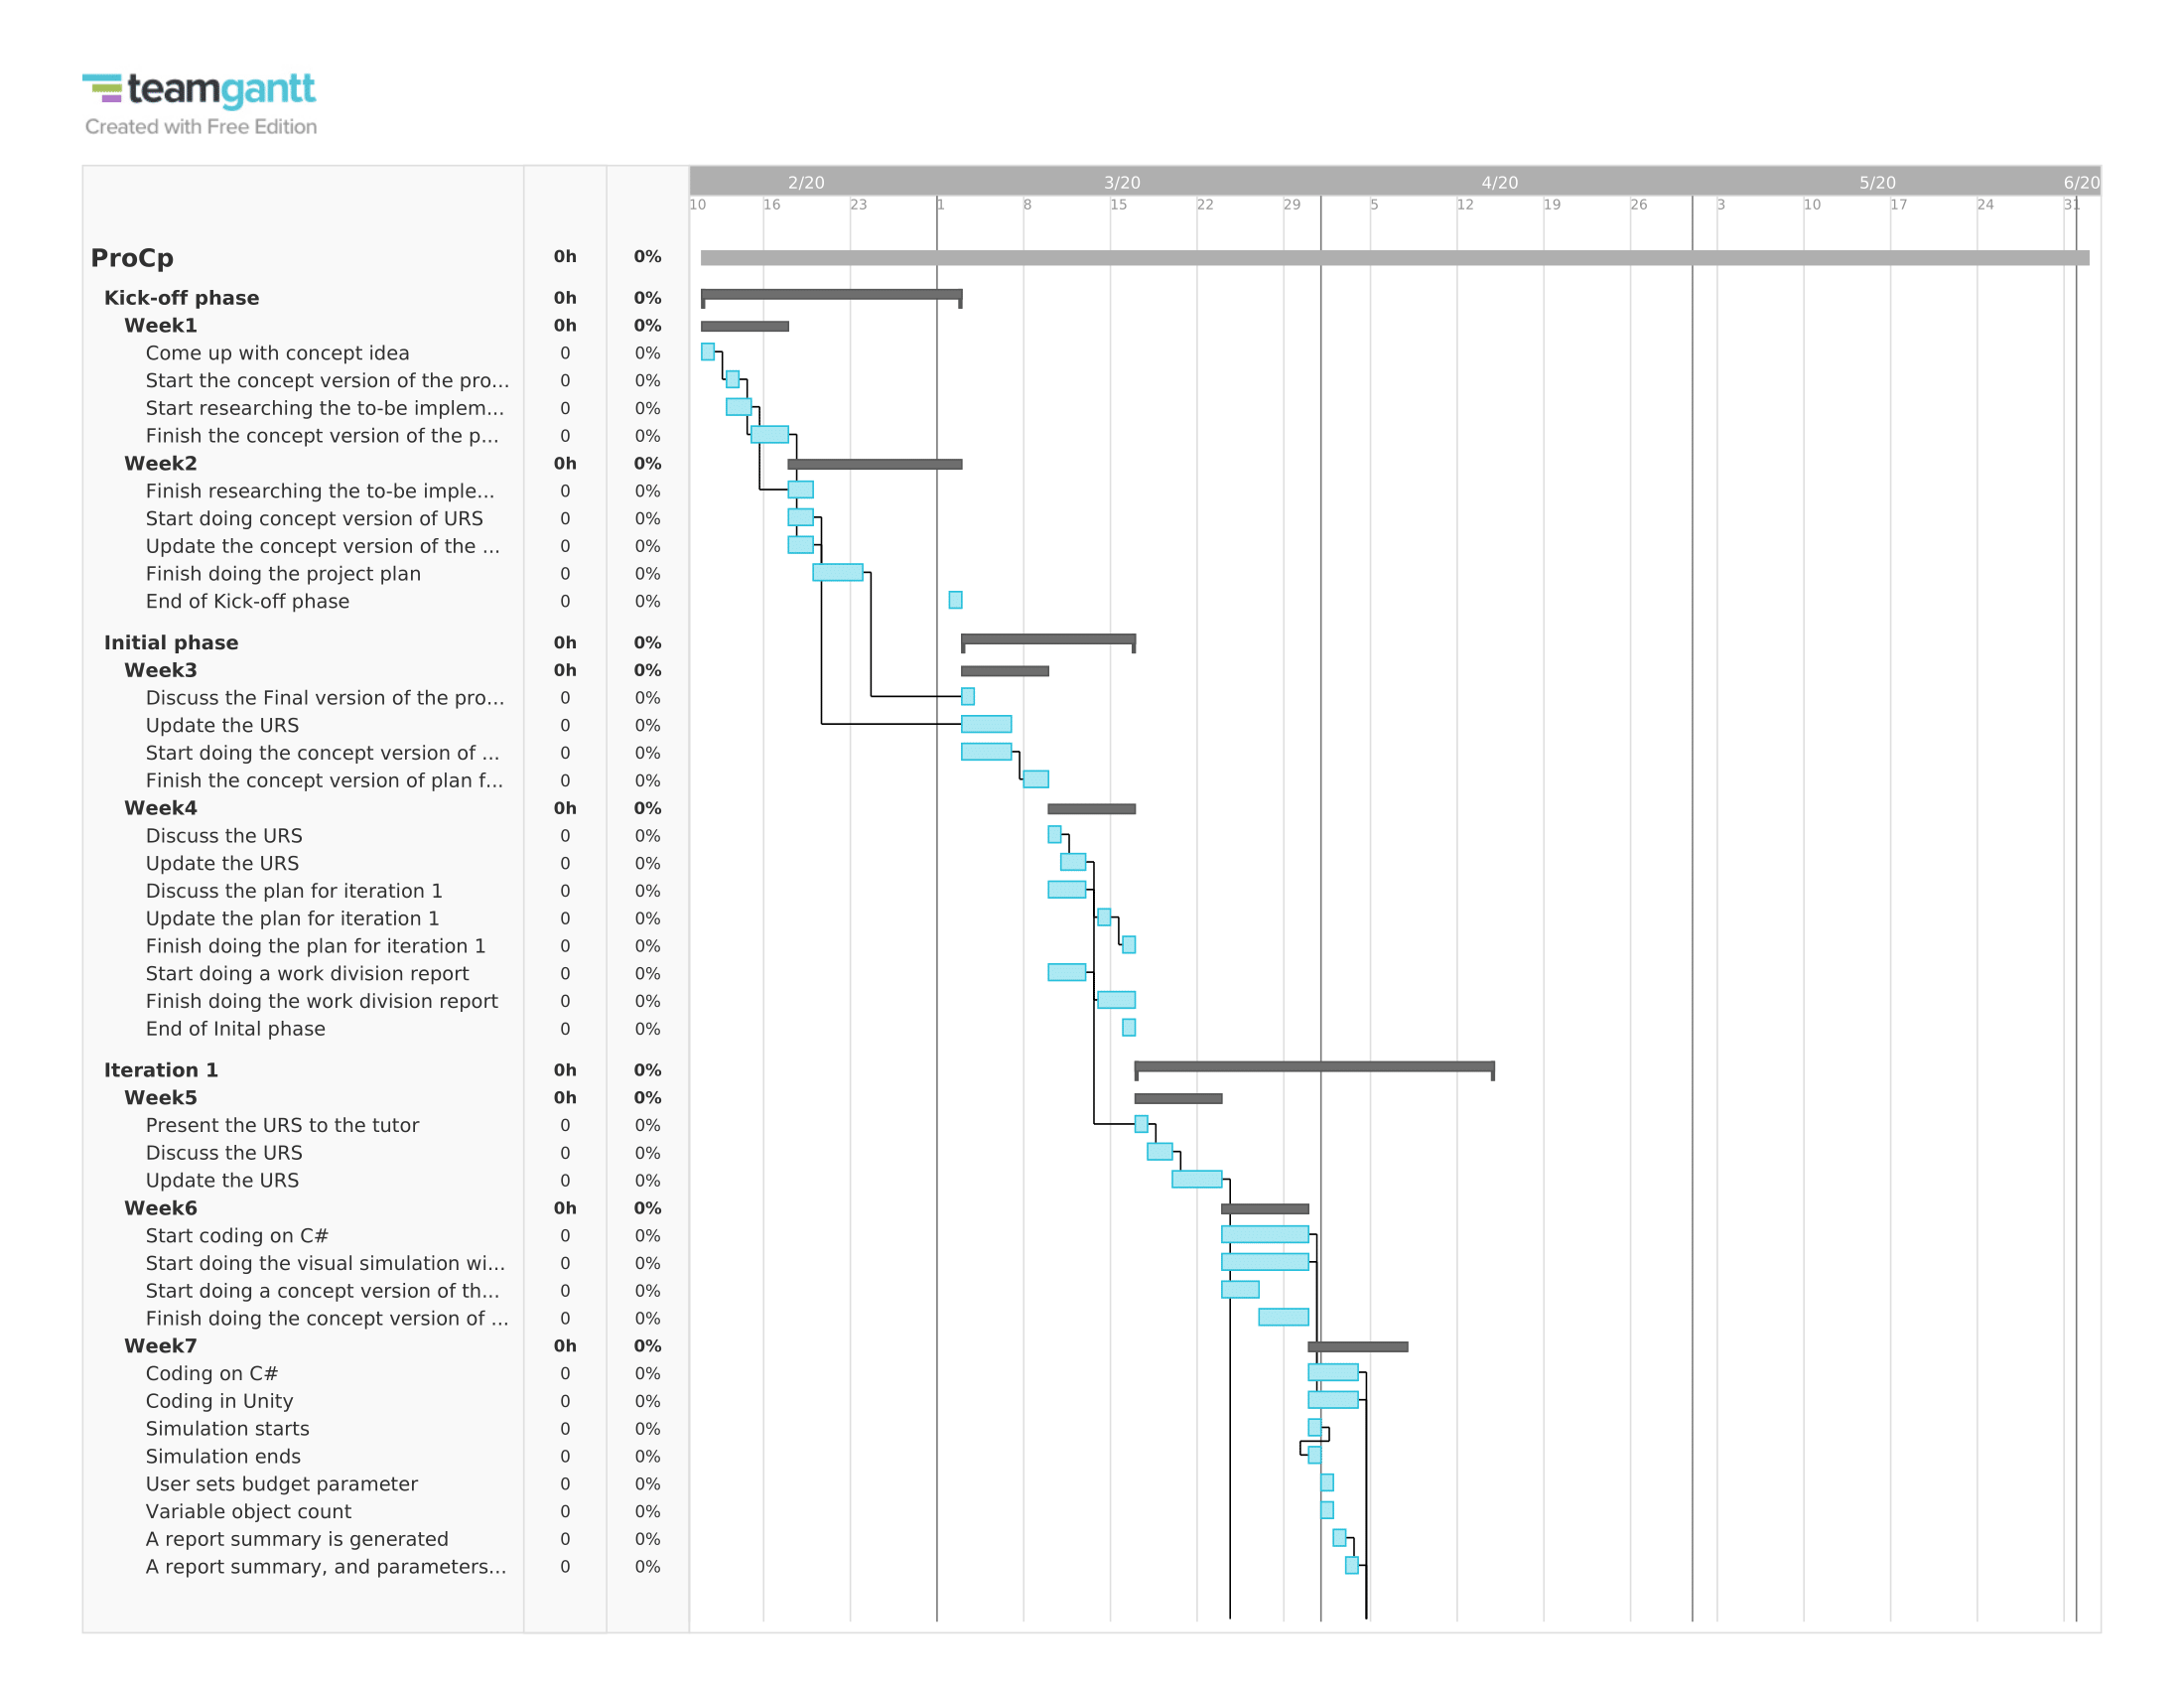 teamgantt
Created with Free Edition
2/20 3/20 4/20 5/20 6/20
10 16 23 1 8 15 22 29 5 12 19 26 3 10 17 24 31
ProCp 0h 0%
Kick-off phase 0h 0%
Week1 0h 0%
Come up with concept idea 0 0%
Start the concept version of the pro... 0 0%
Start researching the to-be implem... 0 0%
Finish the concept version of the p... 0 0%
Week2 0h 0%
Finish researching the to-be imple... 0 0%
Start doing concept version of URS 0 0%
Update the concept version of the ... 0 0%
Finish doing the project plan 0 0%
End of Kick-off phase 0 0%
Initial phase 0h 0%
Week3 0h 0%
Discuss the Final version of the pro... 0 0%
Update the URS 0 0%
Start doing the concept version of ... 0 0%
Finish the concept version of plan f... 0 0%
Week4 0h 0%
Discuss the URS 0 0%
Update the URS 0 0%
Discuss the plan for iteration 1 0 0%
Update the plan for iteration 1 0 0%
Finish doing the plan for iteration 1 0 0%
Start doing a work division report 0 0%
Finish doing the work division report 0 0%
End of Inital phase 0 0%
Iteration 1 0h 0%
Week5 0h 0%
Present the URS to the tutor 0 0%
Discuss the URS 0 0%
Update the URS 0 0%
Week6 0h 0%
Start coding on C# 0 0%
Start doing the visual simulation wi... 0 0%
Start doing a concept version of th... 0 0%
Finish doing the concept version of ... 0 0%
Week7 0h 0%
Coding on C# 0 0%
Coding in Unity 0 0%
Simulation starts 0 0%
Simulation ends 0 0%
User sets budget parameter 0 0%
Variable object count 0 0%
A report summary is generated 0 0%
A report summary, and parameters... 0 0%